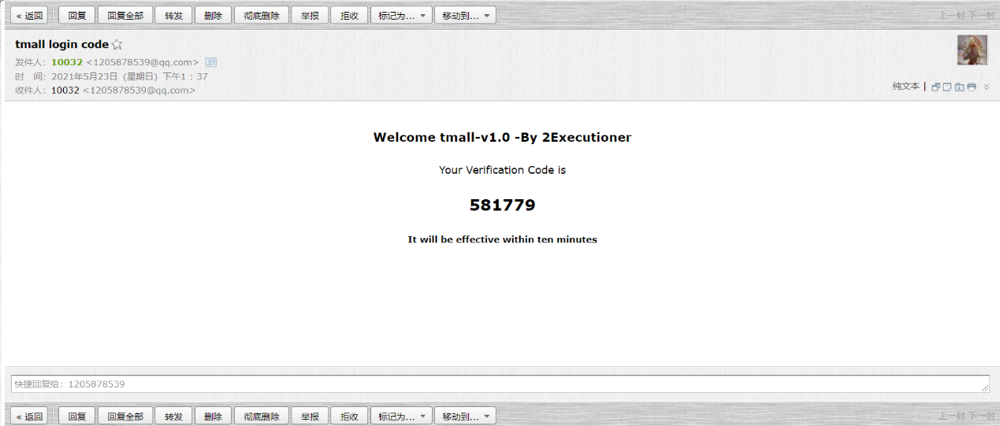 « 返回 回复 回复全部 转发 删除 彻底删除 举报 拒收 标记为... 移动到... 上一封 下一封
tmall login code
发件人：10032 <1205878539@qq.com>
时 间：2021年5月23日（星期日）下午1：37
收件人：10032 <1205878539@qq.com>
纯文本 |
Welcome tmall-v1.0 -By 2Executioner
Your Verification Code is
581779
It will be effective within ten minutes
快捷回复给：1205878539
« 返回 回复 回复全部 转发 删除 彻底删除 举报 拒收 标记为... 移动到... 上一封 下一封